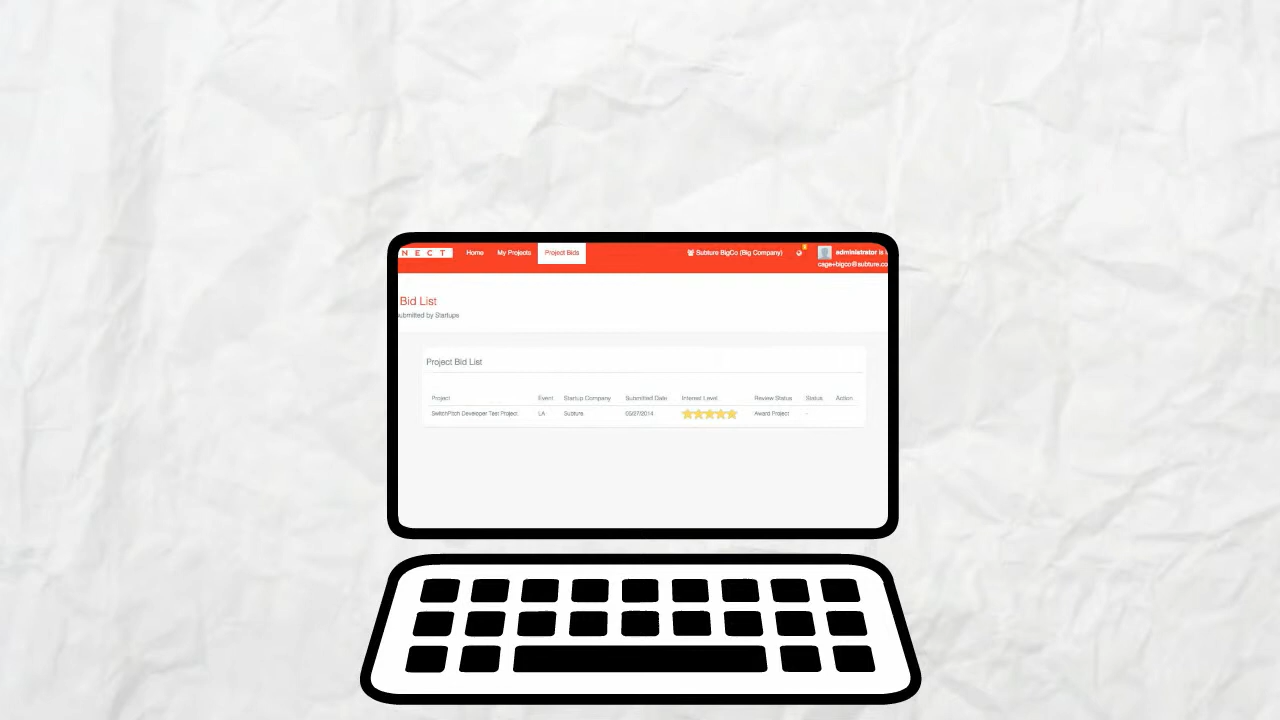 NECT Home My Projects Project Bids Subture BigCo (Big Company) administrator is
cage+bigco@subture.co
Bid List
submitted by Startups
Project Bid List
Project Event Startup Company Submitted Date Interest Level Review Status Status Action
SwitchPitch Developer Test Project LA Subture 05/27/2014 Award Project -